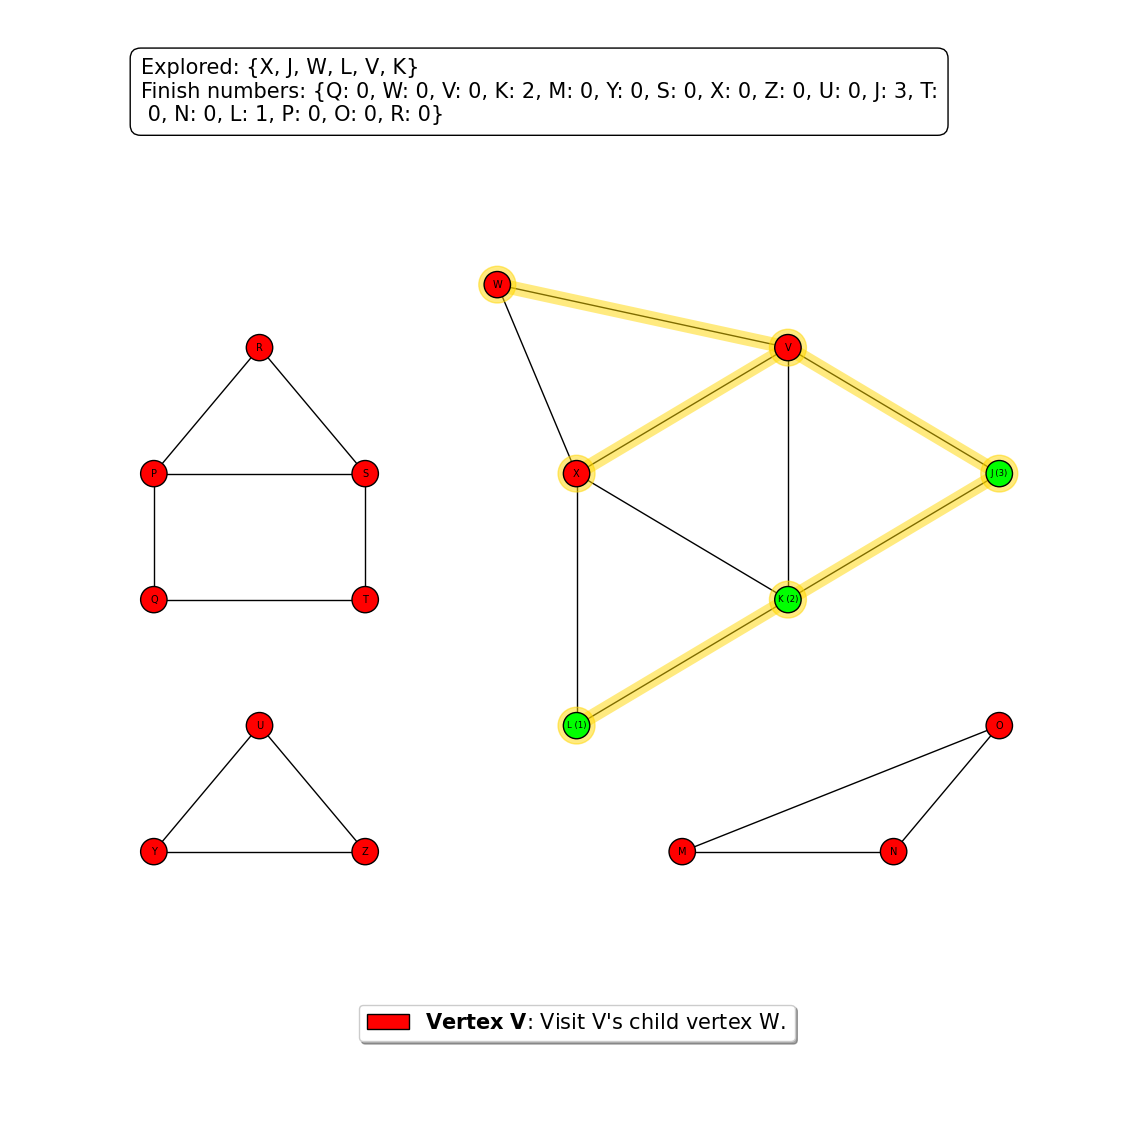 Explored: {X, J, W, L, V, K}
Finish numbers: {Q: 0, W: 0, V: 0, K: 2, M: 0, Y: 0, S: 0, X: 0, Z: 0, U: 0, J: 3, T:
0, N: 0, L: 1, P: 0, O: 0, R: 0}
W
R
V
P
S
X
J (3)
Q
T
K (2)
U
L (1)
O
Y
Z
M
N
Vertex V: Visit V's child vertex W.